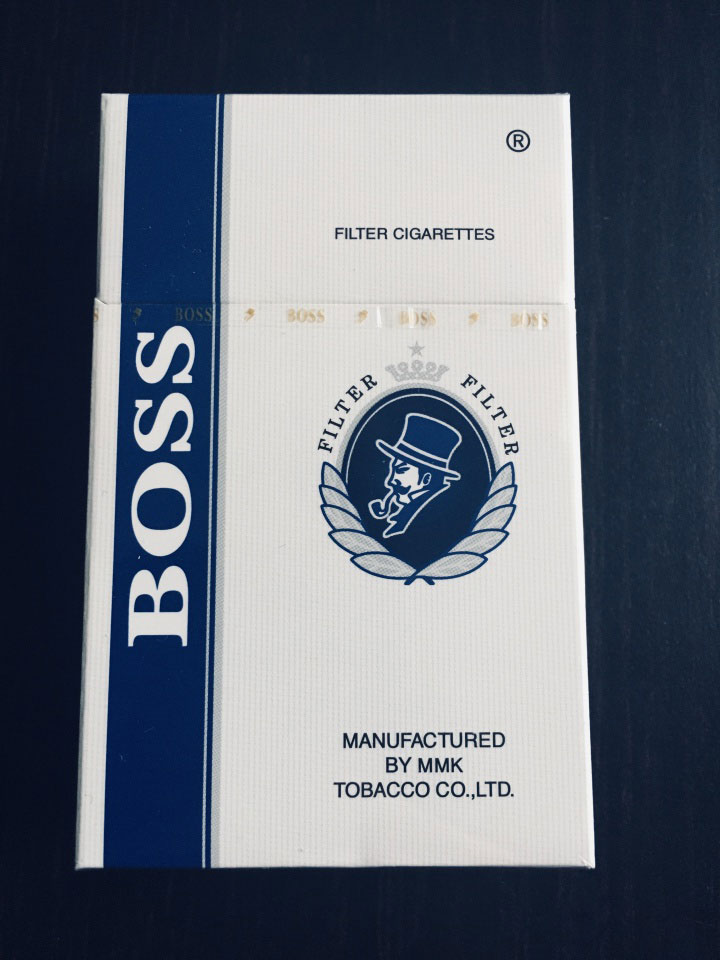 ®
FILTER CIGARETTES
BOSS BOSS BOSS BOSS
BOSS
FILTER FILTER
MANUFACTURED
BY MMK
TOBACCO CO.,LTD.